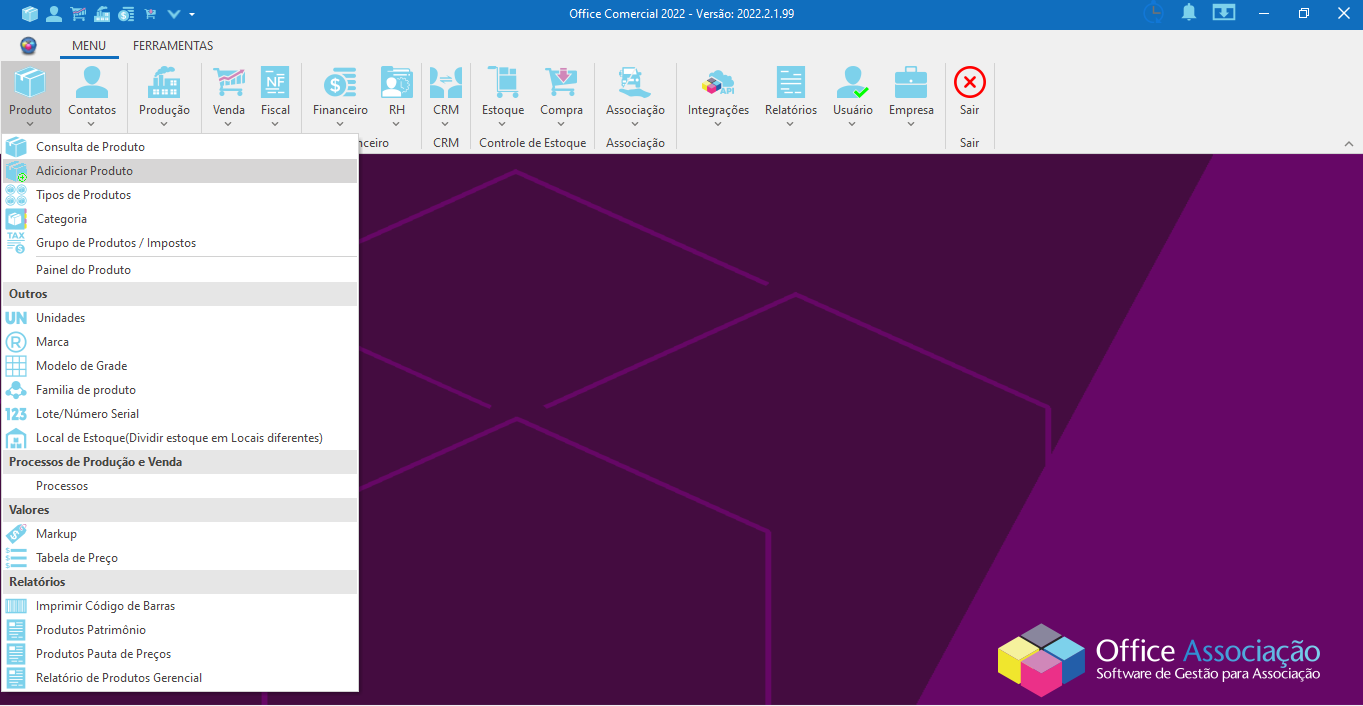 Office Comercial 2022 - Versão: 2022.2.1.99
MENU FERRAMENTAS
Produto Contatos Produção Venda Fiscal Financeiro RH CRM Estoque Compra Associação Integrações Relatórios Usuário Empresa Sair
NF
API
nceiro CRM Controle de Estoque Associação Sair
Consulta de Produto
Adicionar Produto
Tipos de Produtos
Categoria
TAX
Grupo de Produtos / Impostos
Painel do Produto
Outros
UN Unidades
R Marca
Modelo de Grade
Familia de produto
123 Lote/Número Serial
Local de Estoque(Dividir estoque em Locais diferentes)
Processos de Produção e Venda
Processos
Valores
Markup
Tabela de Preço
Relatórios
Imprimir Código de Barras
Produtos Patrimônio
Produtos Pauta de Preços
Relatório de Produtos Gerencial
Office Associação
Software de Gestão para Associação